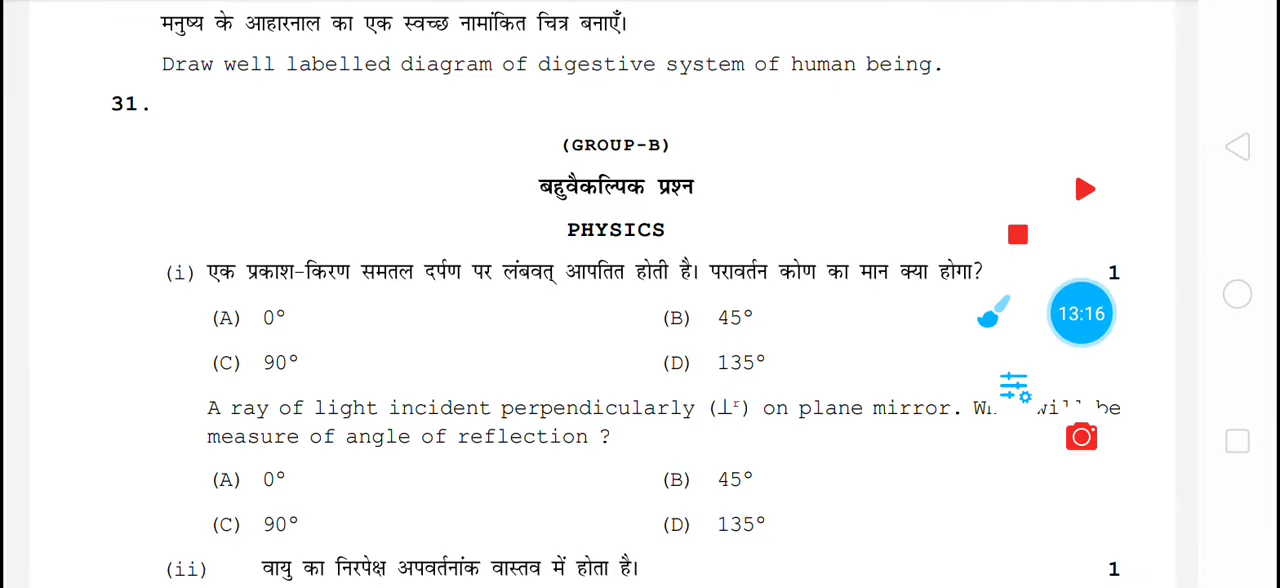 मनुष्य के आहारनाल का एक स्वच्छ नामांकित चित्र बनाएँ।
Draw well labelled diagram of digestive system of human being.
31.
(GROUP-B)
बहुवैकल्पिक प्रश्न
PHYSICS
(i) एक प्रकाश-किरण समतल दर्पण पर लंबवत् आपतित होती है। परावर्तन कोण का मान क्या होगा? 1
(A) 0° (B) 45°
13:16
(C) 90° (D) 135°
A ray of light incident perpendicularly (⊥ʳ) on plane mirror. be
measure of angle of reflection ?
(A) 0° (B) 45°
(C) 90° (D) 135°
(ii) वायु का निरपेक्ष अपवर्तनांक वास्तव में होता है। 1